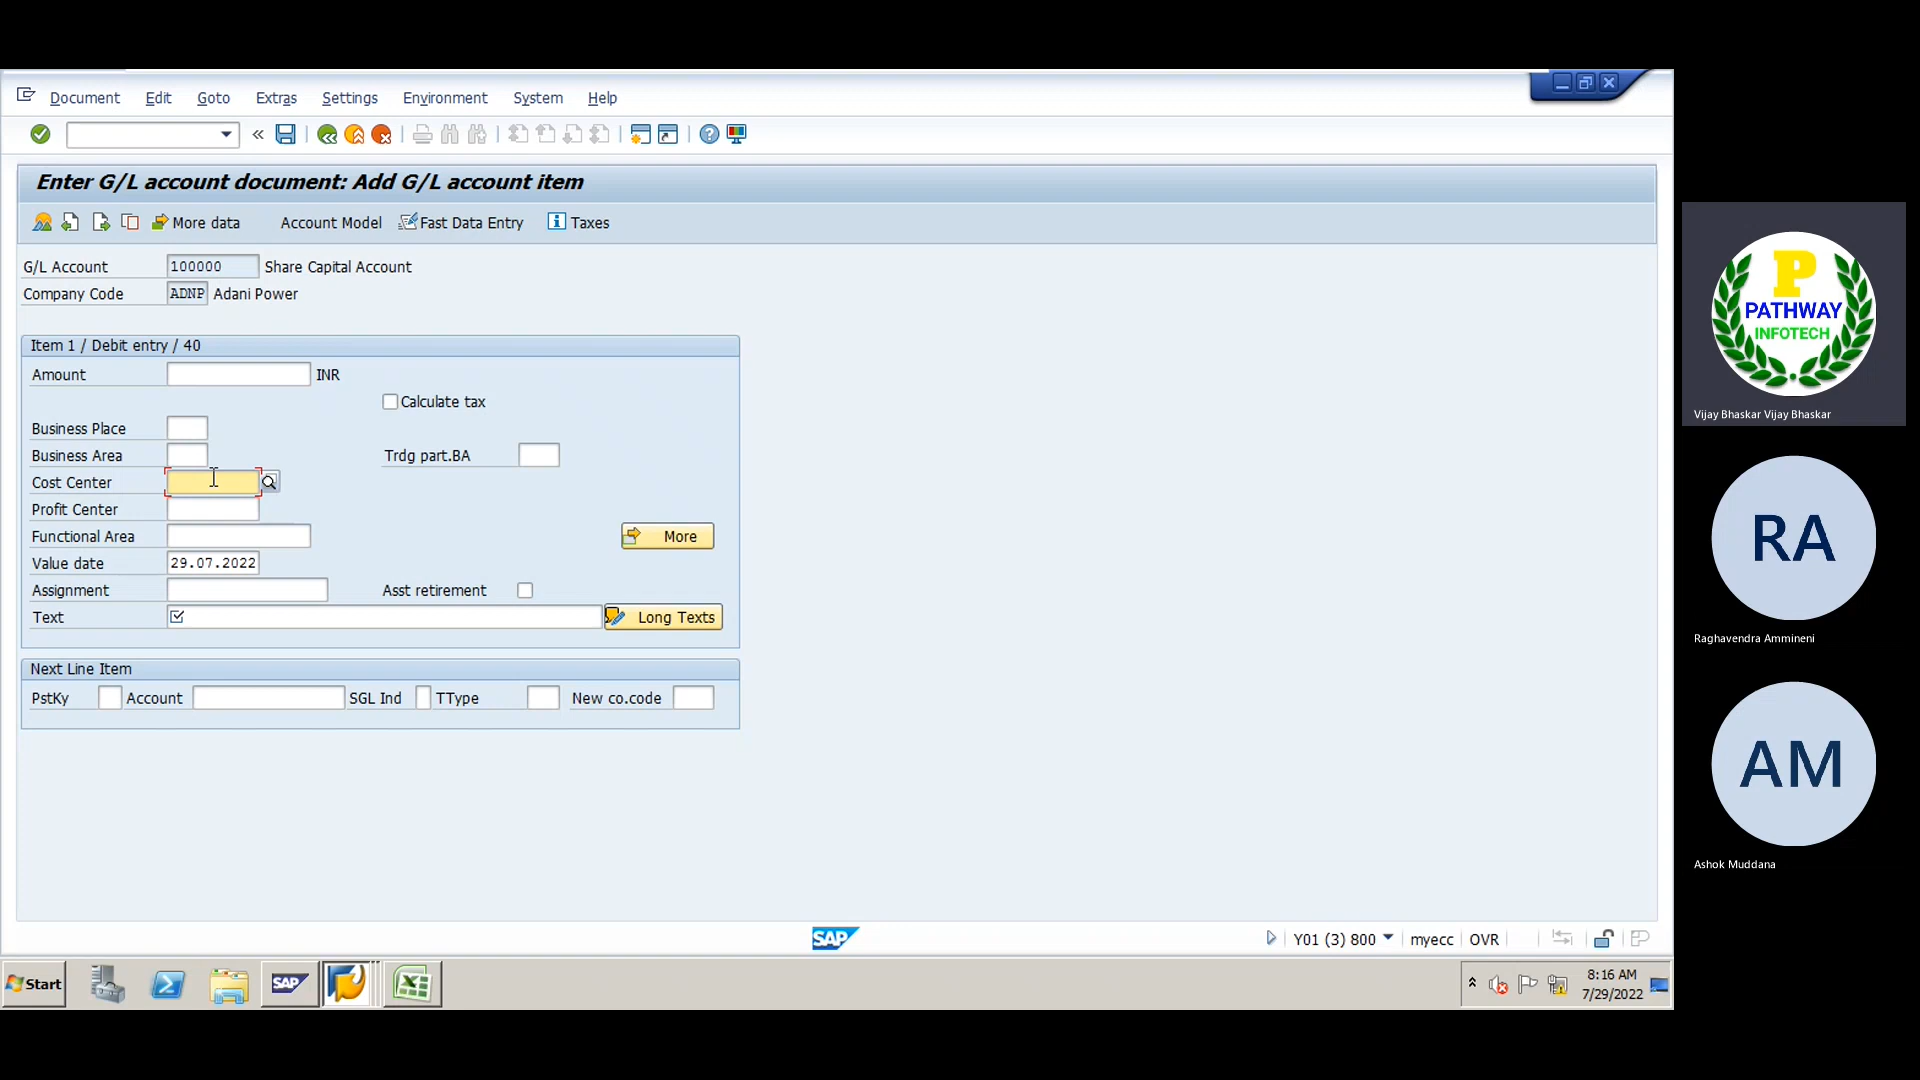 Document Edit Goto Extras Settings Environment System Help
«
Enter G/L account document: Add G/L account item
More data Account Model Fast Data Entry Taxes
G/L Account 100000 Share Capital Account
Company Code ADNP Adani Power
Item 1 / Debit entry / 40
Amount INR
Calculate tax
Business Place
Business Area Trdg part.BA
Cost Center
Profit Center
Functional Area More
Value date 29.07.2022
Assignment Asst retirement
Text Long Texts
Next Line Item
PstKy Account SGL Ind TType New co.code
SAP Y01 (3) 800 myecc OVR
Start SAP 8:16 AM
7/29/2022
P
PATHWAY
INFOTECH
Vijay Bhaskar Vijay Bhaskar
RA
Raghavendra Ammineni
AM
Ashok Muddana